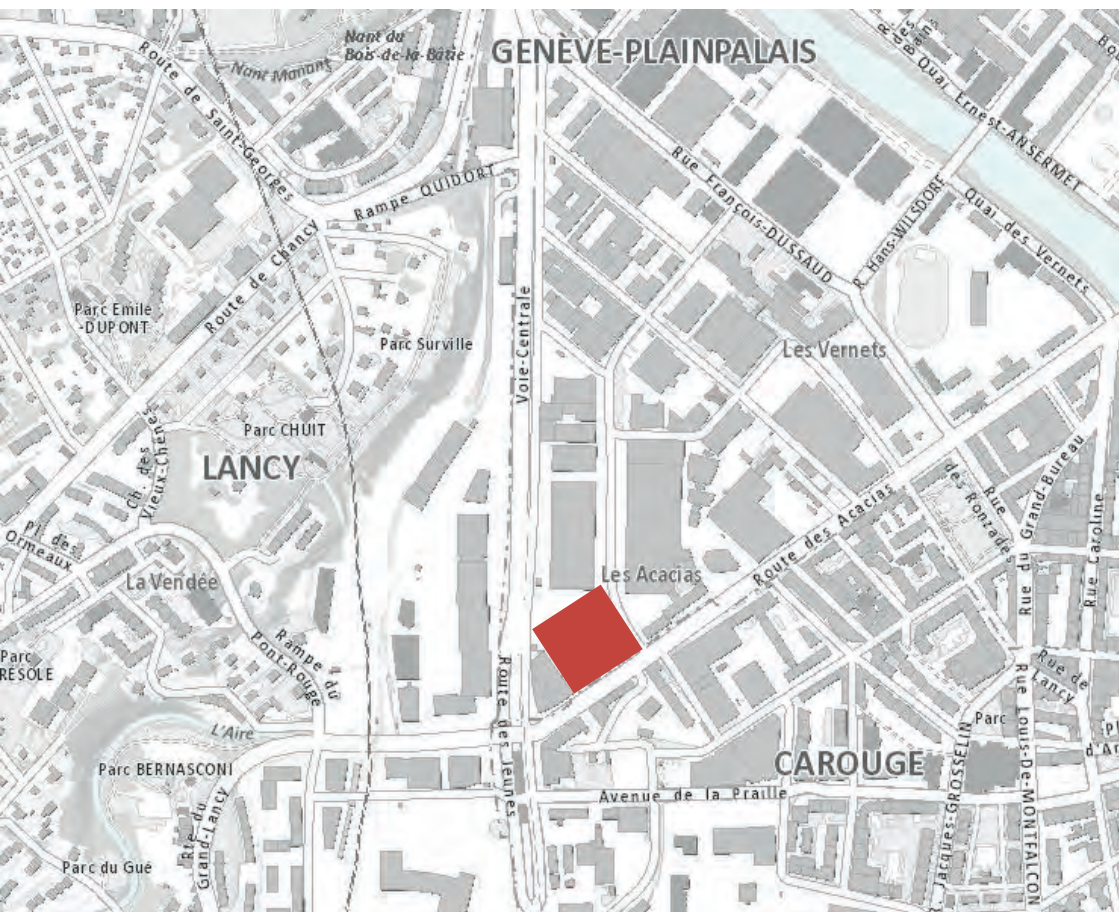 GENÈVE-PLAINPALAIS
Nant du
Bois-de-la-Bâtie
Nant Manant
Route de Saint-Georges
Rampe QUIDORT
Route de Chancy
Quai Ernest-ANSERMET
Quai des Vernets
R. Hans-WILSDORF
Rue François-DUSSAUD
Parc Emile
-DUPONT
Parc Surville
Voie-Centrale
Les Vernets
Parc CHUIT
LANCY
Ch. des
Vieux-Chênes
Pl. des
Ormeaux
La Vendée
Rampe du
Pont-Rouge
Les Acacias
Route des Acacias
Rue
de Ronzades
Rue du Grand-Bureau
Rue Caroline
Parc
RESOLE
L'Aire
Parc BERNASCONI
Rte du
Grand-Lancy
Route des Jeunes
Parc du Gué
CAROUGE
Avenue de la Praille
Rue de
Lancy
Parc
Jacques-GROSSELIN
Rue Louis-De-MONTFALCON